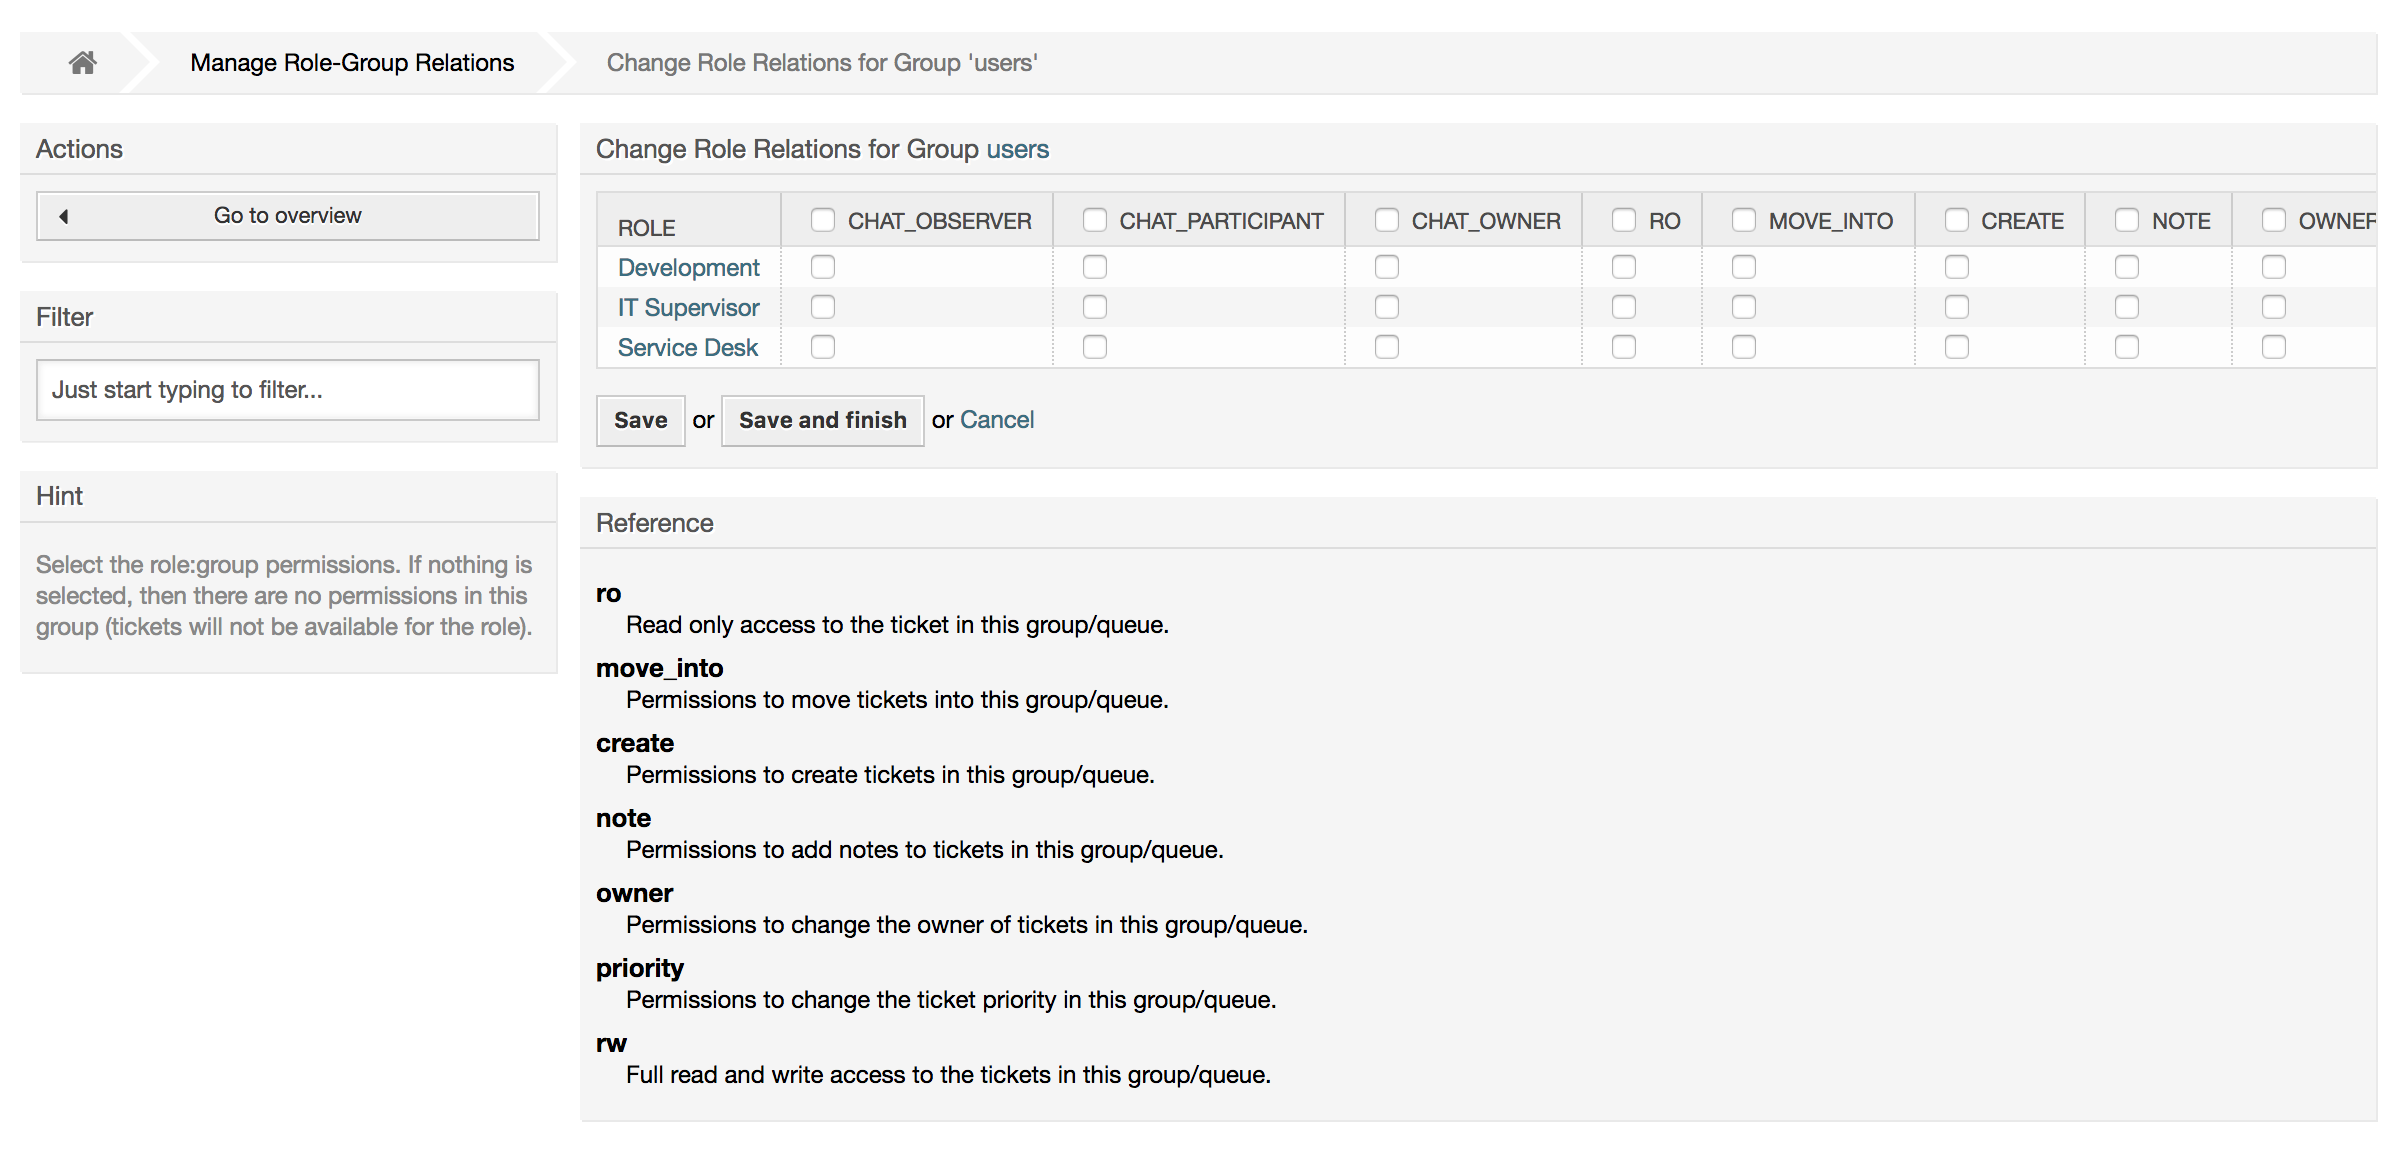 Manage Role-Group Relations
Change Role Relations for Group 'users'
Actions
Go to overview
Filter
Just start typing to filter...
Hint
Select the role:group permissions. If nothing is
selected, then there are no permissions in this
group (tickets will not be available for the role).
Change Role Relations for Group users
ROLE CHAT_OBSERVER CHAT_PARTICIPANT CHAT_OWNER RO MOVE_INTO CREATE NOTE OWNER
Development
IT Supervisor
Service Desk
Save or Save and finish or Cancel
Reference
ro
Read only access to the ticket in this group/queue.
move_into
Permissions to move tickets into this group/queue.
create
Permissions to create tickets in this group/queue.
note
Permissions to add notes to tickets in this group/queue.
owner
Permissions to change the owner of tickets in this group/queue.
priority
Permissions to change the ticket priority in this group/queue.
rw
Full read and write access to the tickets in this group/queue.